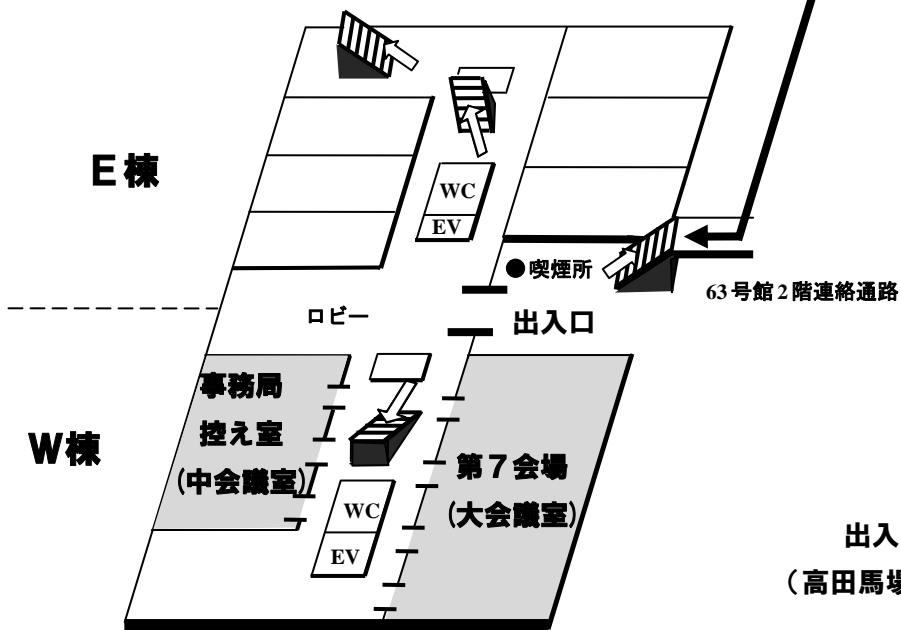 E棟
WC
EV
●喫煙所
63号館2階連絡通路
ロビー
出入口
事務局
控え室
(中会議室)
W棟
第7会場
(大会議室)
WC
EV
出入
(高田馬場